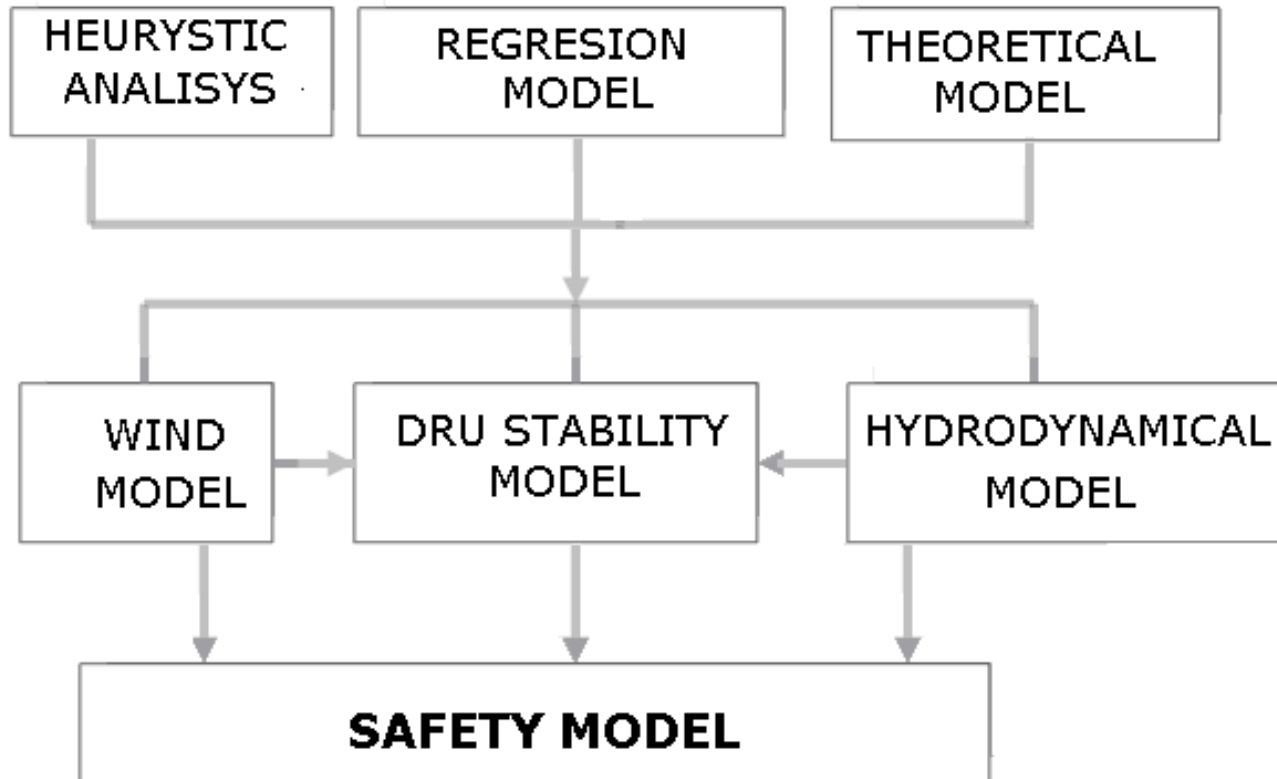 HEURYSTIC
ANALISYS
REGRESION
MODEL
THEORETICAL
MODEL
WIND
MODEL
DRU STABILITY
MODEL
HYDRODYNAMICAL
MODEL
SAFETY MODEL